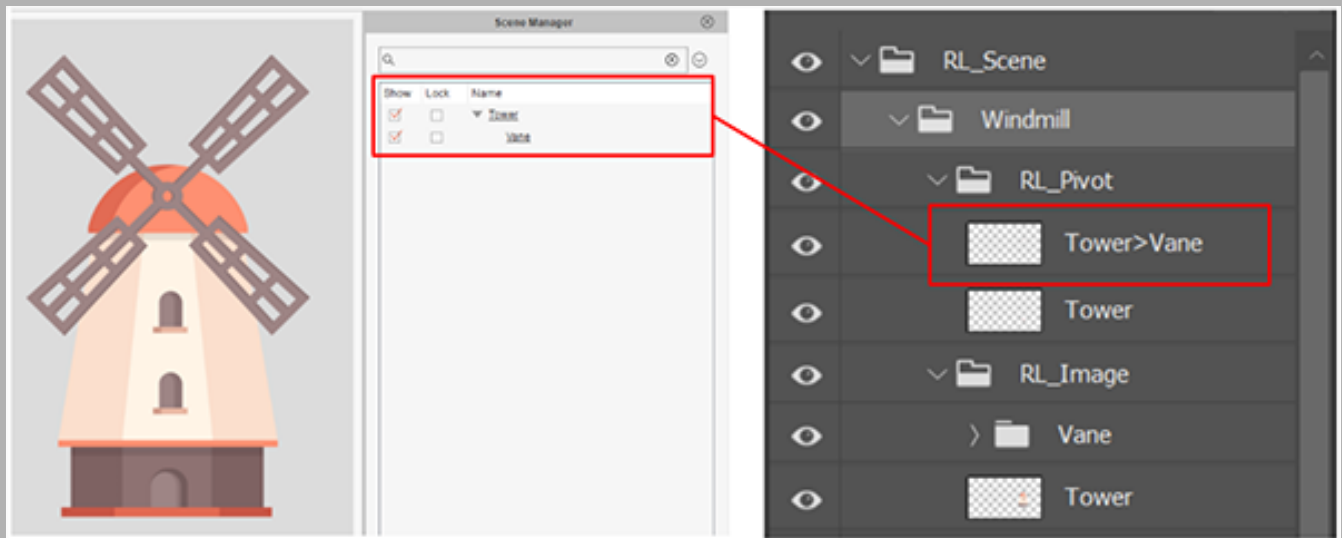 Scene Manager
Show Lock Name
Tower
Vane
RL_Scene
Windmill
RL_Pivot
Tower>Vane
Tower
RL_Image
Vane
Tower